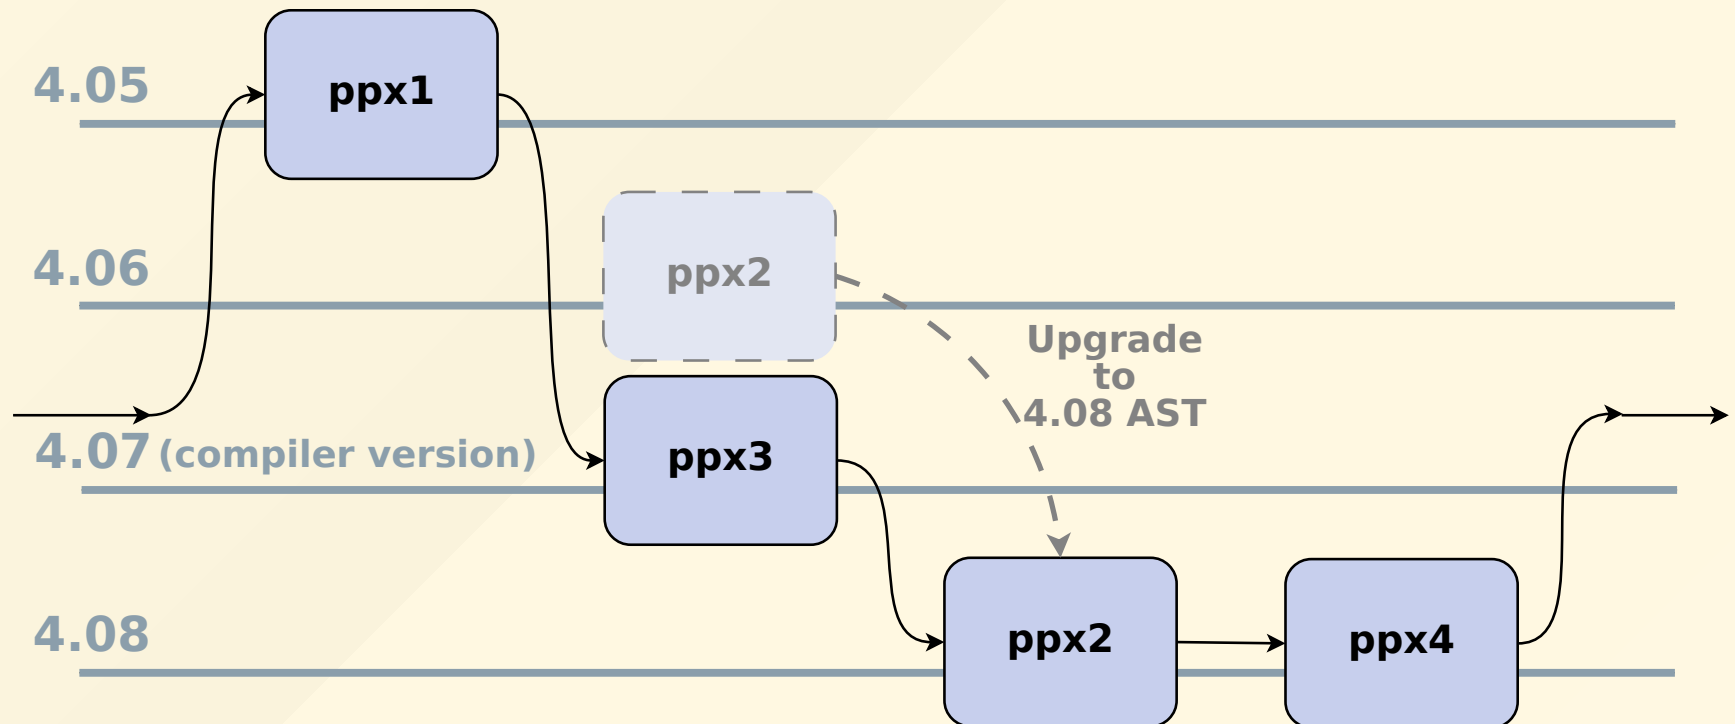 4.05
ppx1
4.06
ppx2
Upgrade
to
4.08 AST
4.07 (compiler version)
ppx3
4.08
ppx2
ppx4